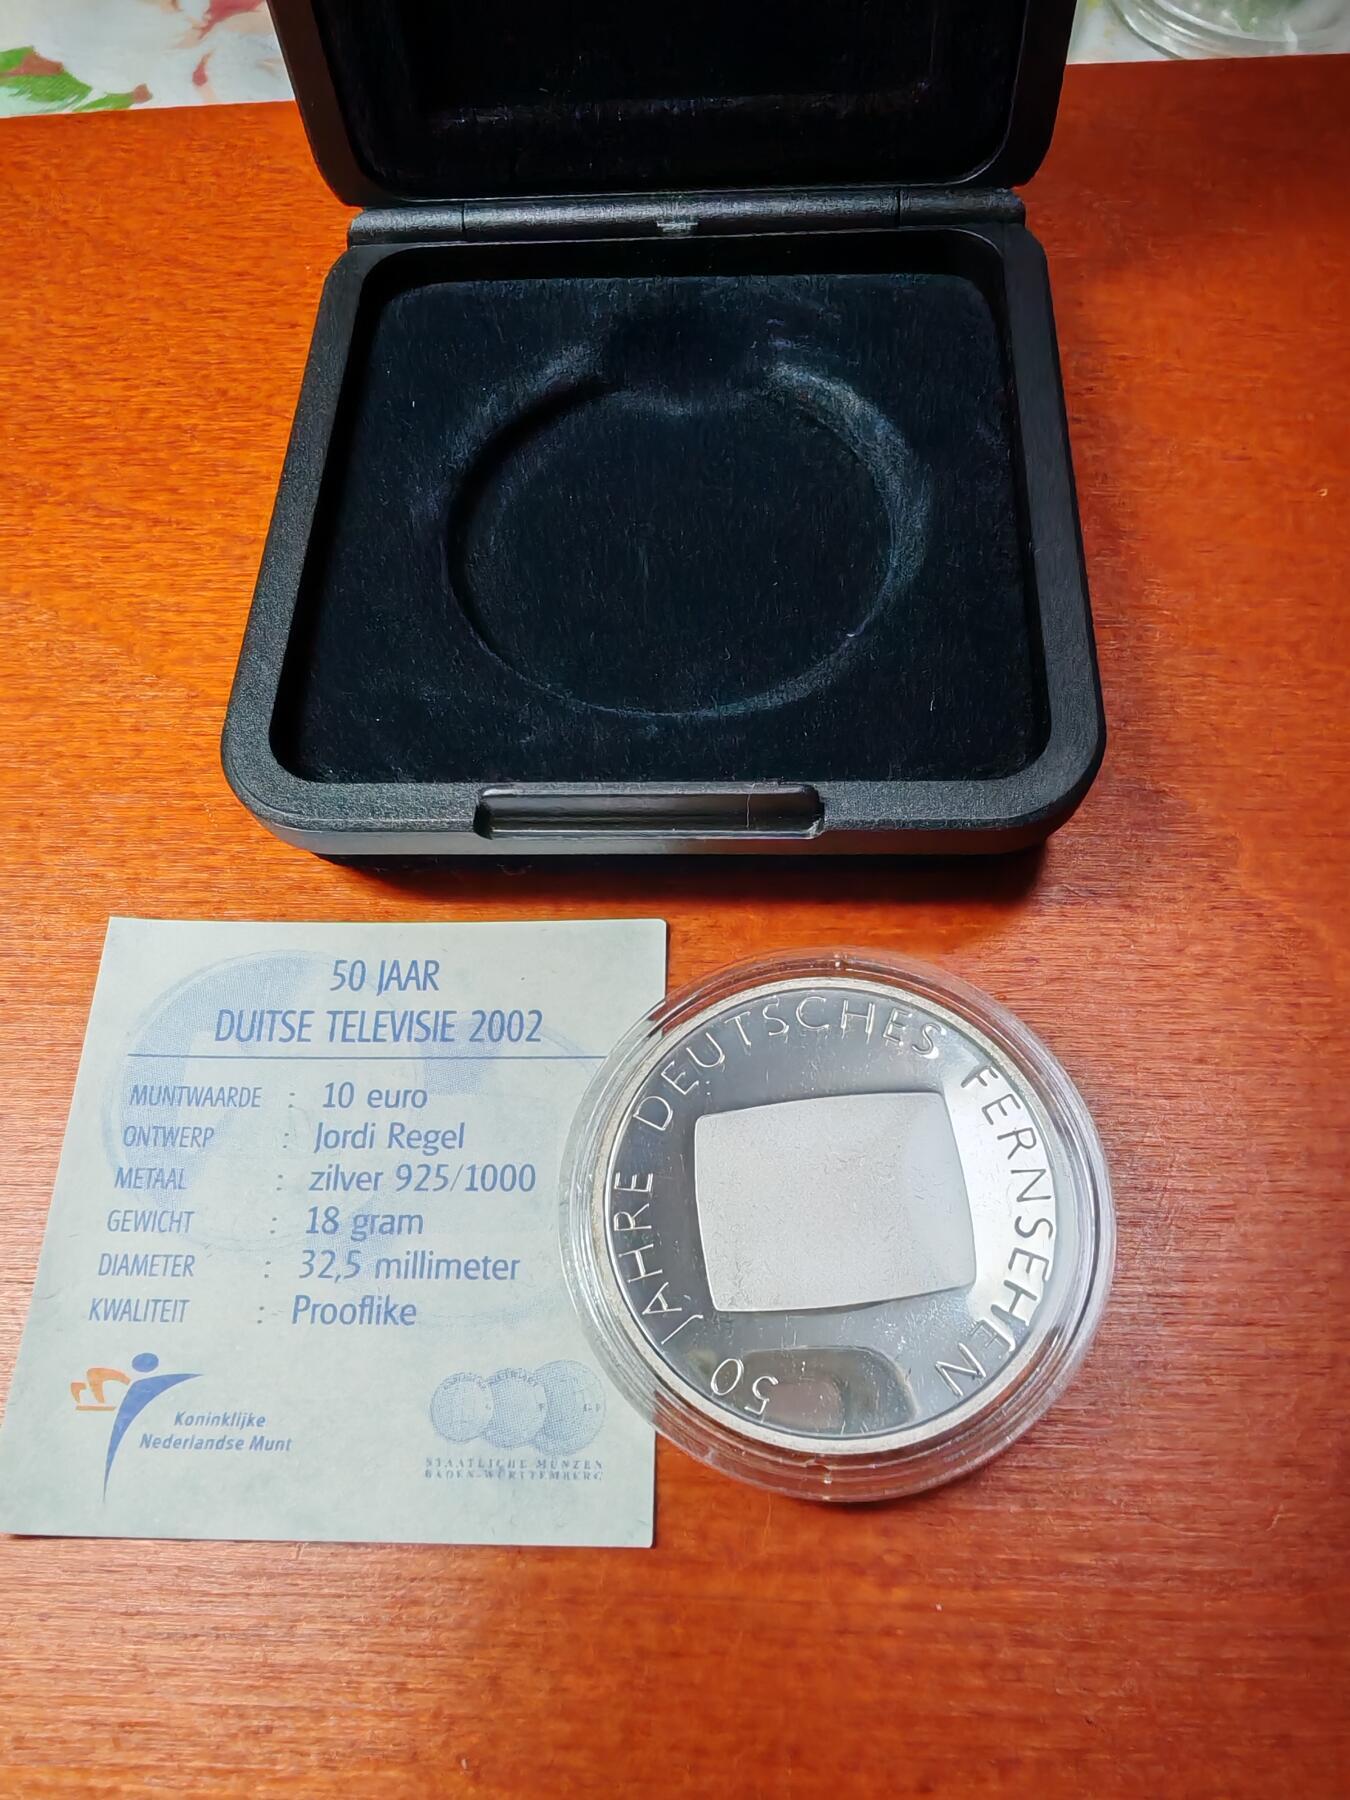 50 JAAR
DUITSE TELEVISIE 2002
MUNTWAARDE : 10 euro
ONTWERP : Jordi Regel
METAAL : zilver 925/1000
GEWICHT : 18 gram
DIAMETER : 32,5 millimeter
KWALITEIT : Prooflike
Koninklijke
Nederlandse Munt
STAATLICHE MÜNZEN
BADEN-WÜRTTEMBERG
50 JAHRE DEUTSCHES FERNSEHEN